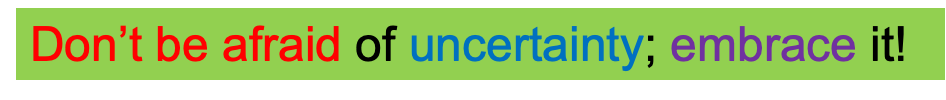 Don’t be afraid of uncertainty; embrace it!